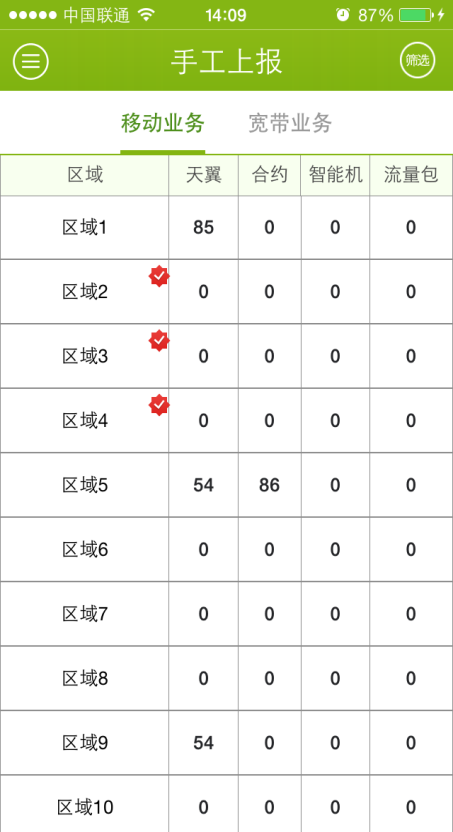 中国联通 14:09 87%
手工上报 筛选
移动业务 宽带业务
区域 天翼 合约 智能机 流量包
区域1 85 0 0 0
区域2 0 0 0 0
区域3 0 0 0 0
区域4 0 0 0 0
区域5 54 86 0 0
区域6 0 0 0 0
区域7 0 0 0 0
区域8 0 0 0 0
区域9 54 0 0 0
区域10 0 0 0 0